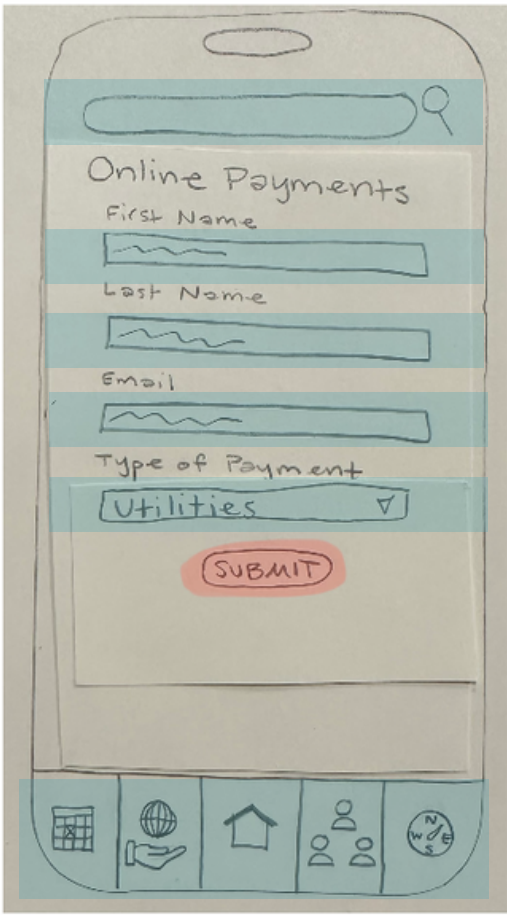 Online Payments
First Name
Last Name
Email
Type of Payment
Utilities
SUBMIT
N
W E
S